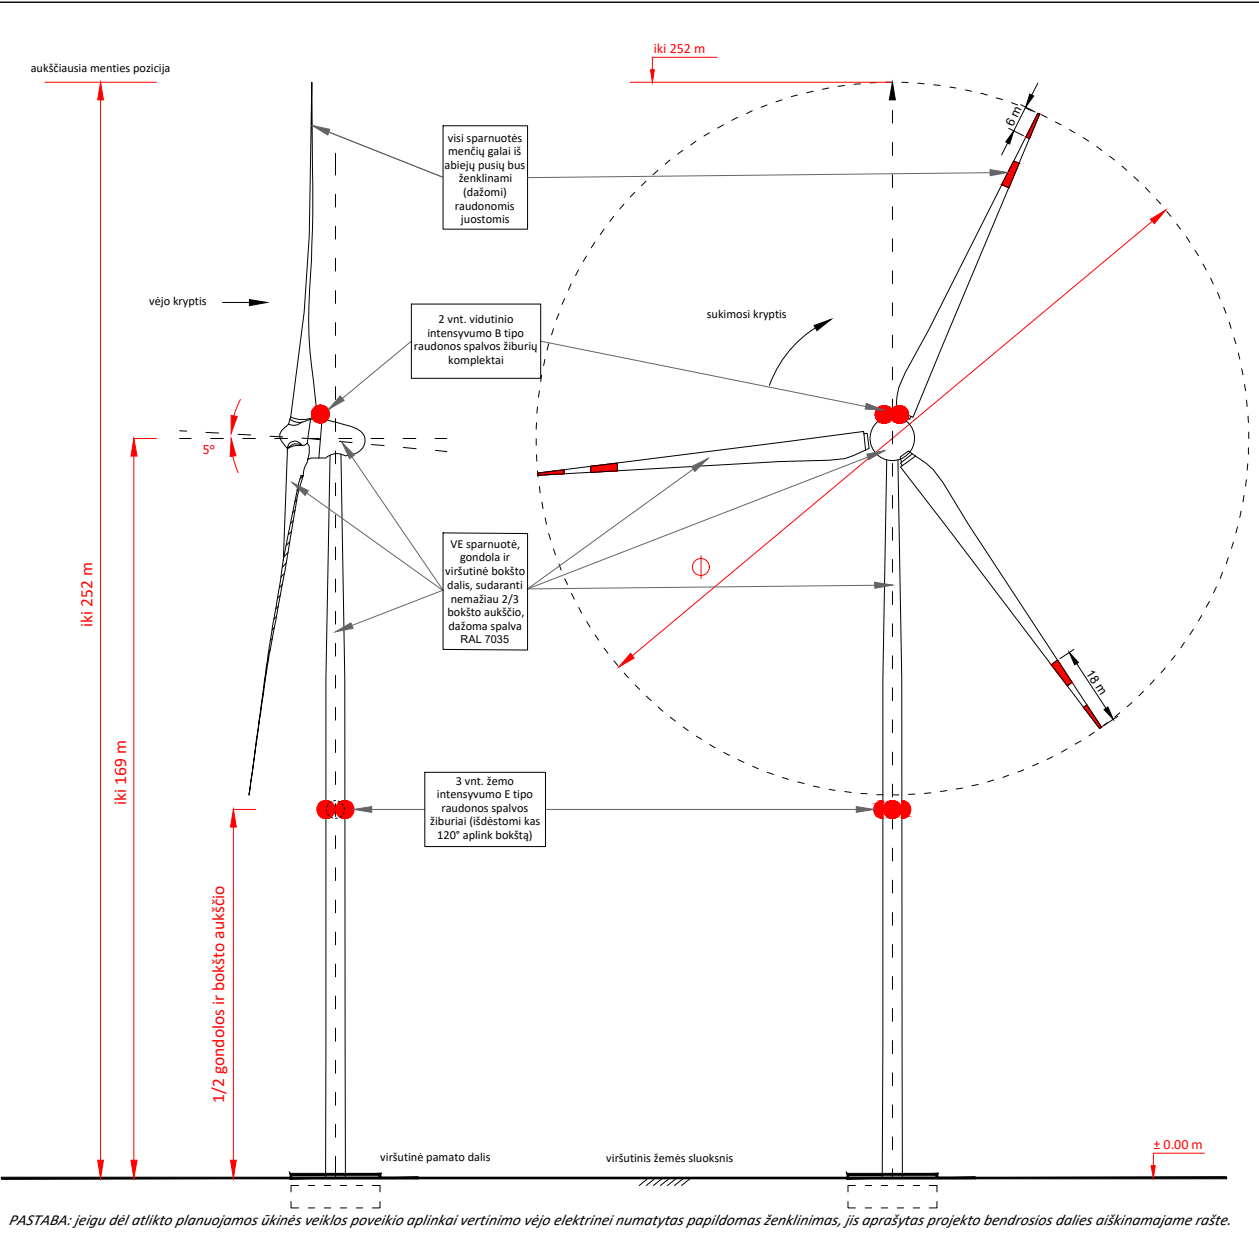 iki 252 m
aukščiausia menties pozicija
6 m
visi sparnuotės
menčių galai iš
abiejų pusių bus
ženklinami
(dažomi)
raudonomis
juostomis
vėjo kryptis
2 vnt. vidutinio
intensyvumo B tipo
raudonos spalvos žiburių
komplektai
sukimosi kryptis
5°
VE sparnuotė,
gondola ir
viršutinė bokšto
dalis, sudaranti
nemažiau 2/3
bokšto aukščio,
dažoma spalva
RAL 7035
iki 252 m
18 m
iki 169 m
3 vnt. žemo
intensyvumo E tipo
raudonos spalvos
žiburiai (išdėstomi kas
120° aplink bokštą)
1/2 gondolos ir bokšto aukščio
viršutinė pamato dalis
viršutinis žemės sluoksnis
± 0.00 m
PASTABA: jeigu dėl atlikto planuojamos ūkinės veiklos poveikio aplinkai vertinimo vėjo elektrinei numatytas papildomas ženklinimas, jis aprašytas projekto bendrosios dalies aiškinamajame rašte.